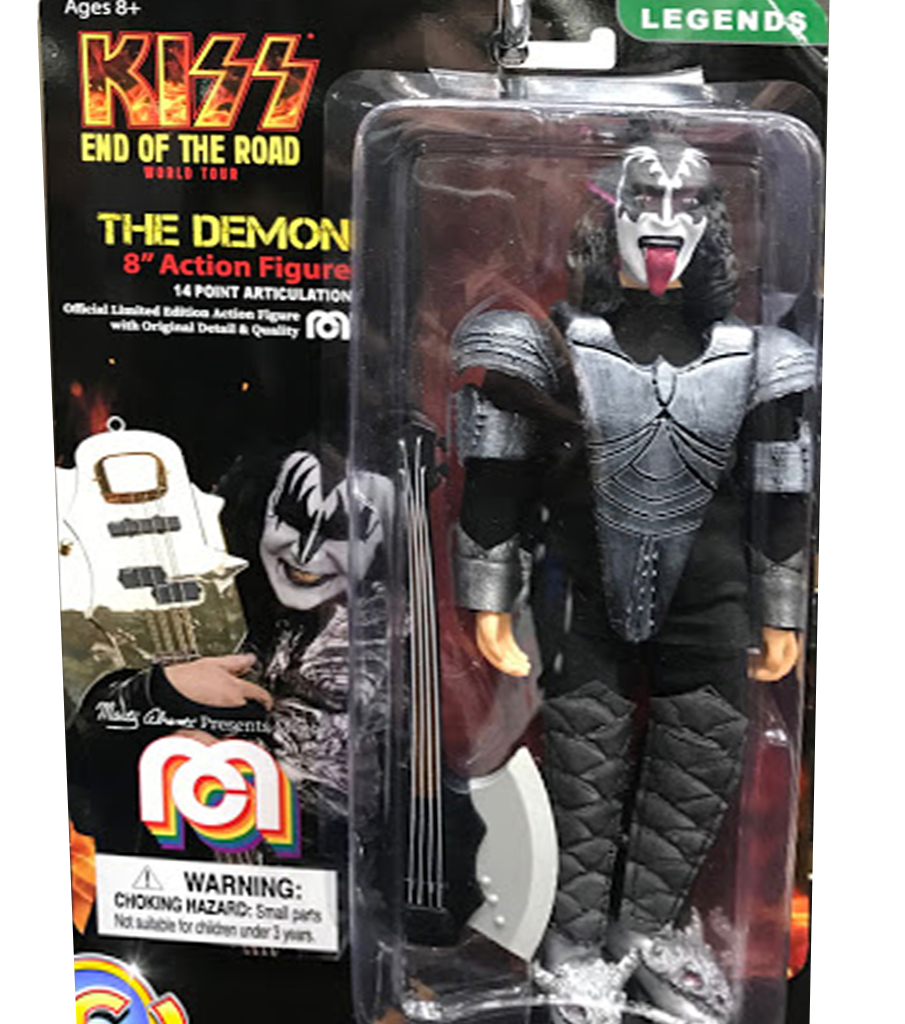 Ages 8+
LEGENDS
KISS
END OF THE ROAD
WORLD TOUR
THE DEMON
8" Action Figure
14 POINT ARTICULATION
Official Limited Edition Action Figure
with Original Detail & Quality
Marty Abrams Presents
WARNING:
CHOKING HAZARD: Small parts
Not suitable for children under 3 years.